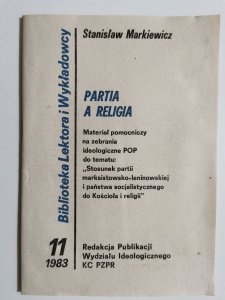 Biblioteka Lektora i Wykładowcy
Stanisław Markiewicz
PARTIA
A RELIGIA
Materiał pomocniczy
na zebrania
ideologiczne POP
do tematu:
„Stosunek partii
marksistowsko-leninowskiej
i państwa socjalistycznego
do Kościoła i religii”
11
1983
Redakcja Publikacji
Wydziału Ideologicznego
KC PZPR